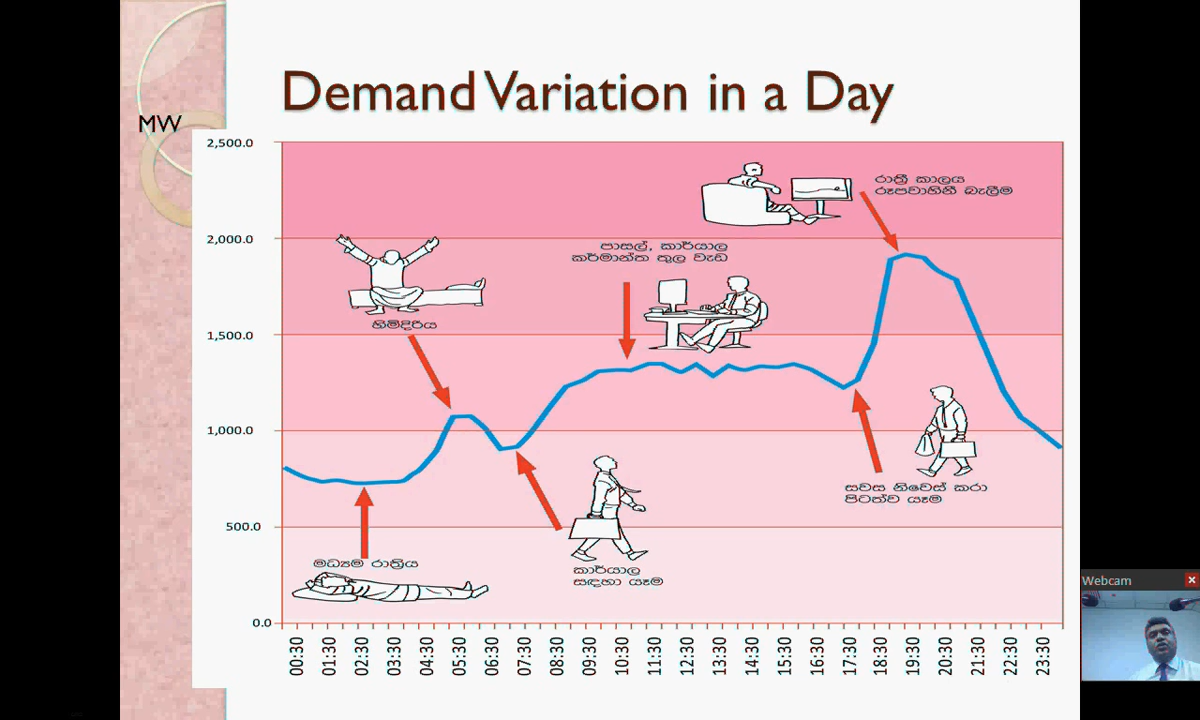 Demand Variation in a Day
MW
2,500.0
2,000.0
1,500.0
1,000.0
500.0
0.0
රාත්‍රී කාලය
රූපවාහිනී බැලීම
පාසල්, කාර්යාල
කර්මාන්ත තුල වැඩ
හිමිදිරිය
සවස නිවෙස් කරා
පිටත්ව යෑම
මධ්‍යම රාත්‍රිය
කාර්යාල
සඳහා යෑම
00:30 01:30 02:30 03:30 04:30 05:30 06:30 07:30 08:30 09:30 10:30 11:30 12:30 13:30 14:30 15:30 16:30 17:30 18:30 19:30 20:30 21:30 22:30 23:30
Webcam